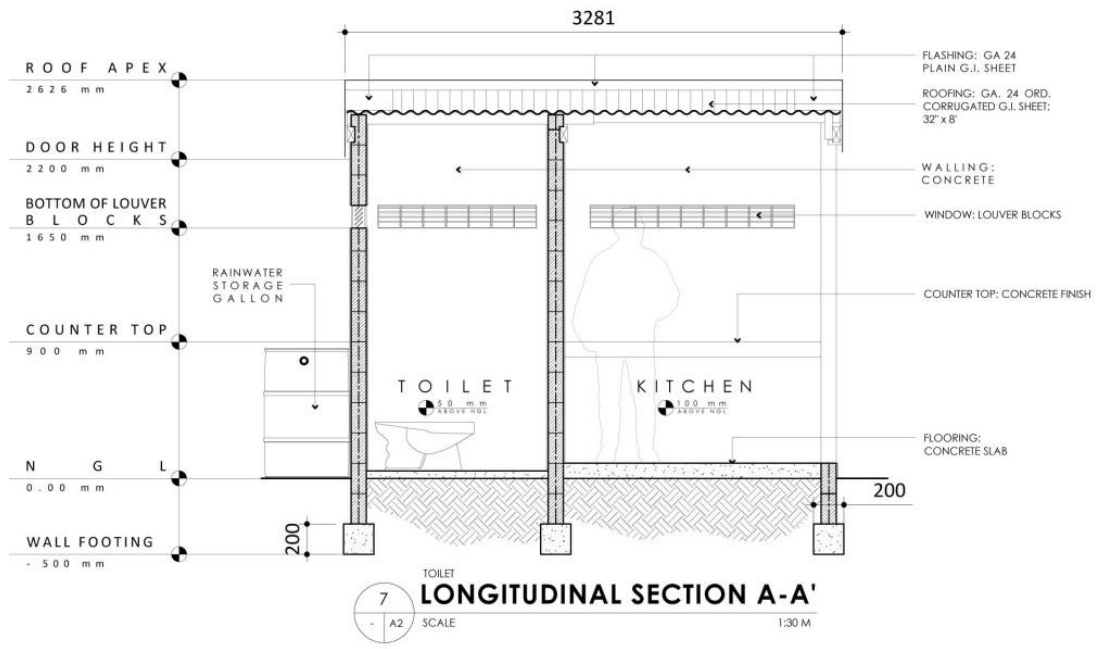 3281
ROOF APEX
2626 mm
FLASHING: GA 24
PLAIN G.I. SHEET
ROOFING: GA. 24 ORD.
CORRUGATED G.I. SHEET;
32" x 8'
DOOR HEIGHT
2200 mm
WALLING:
CONCRETE
BOTTOM OF LOUVER
BLOCKS
1650 mm
WINDOW: LOUVER BLOCKS
RAINWATER
STORAGE
GALLON
COUNTER TOP: CONCRETE FINISH
COUNTER TOP
900 mm
TOILET
50 mm
ABOVE NGL
KITCHEN
100 mm
ABOVE NGL
FLOORING:
CONCRETE SLAB
NGL
0.00 mm
200
WALL FOOTING
- 500 mm
200
TOILET
7
LONGITUDINAL SECTION A-A'
- A2
SCALE
1:30 M